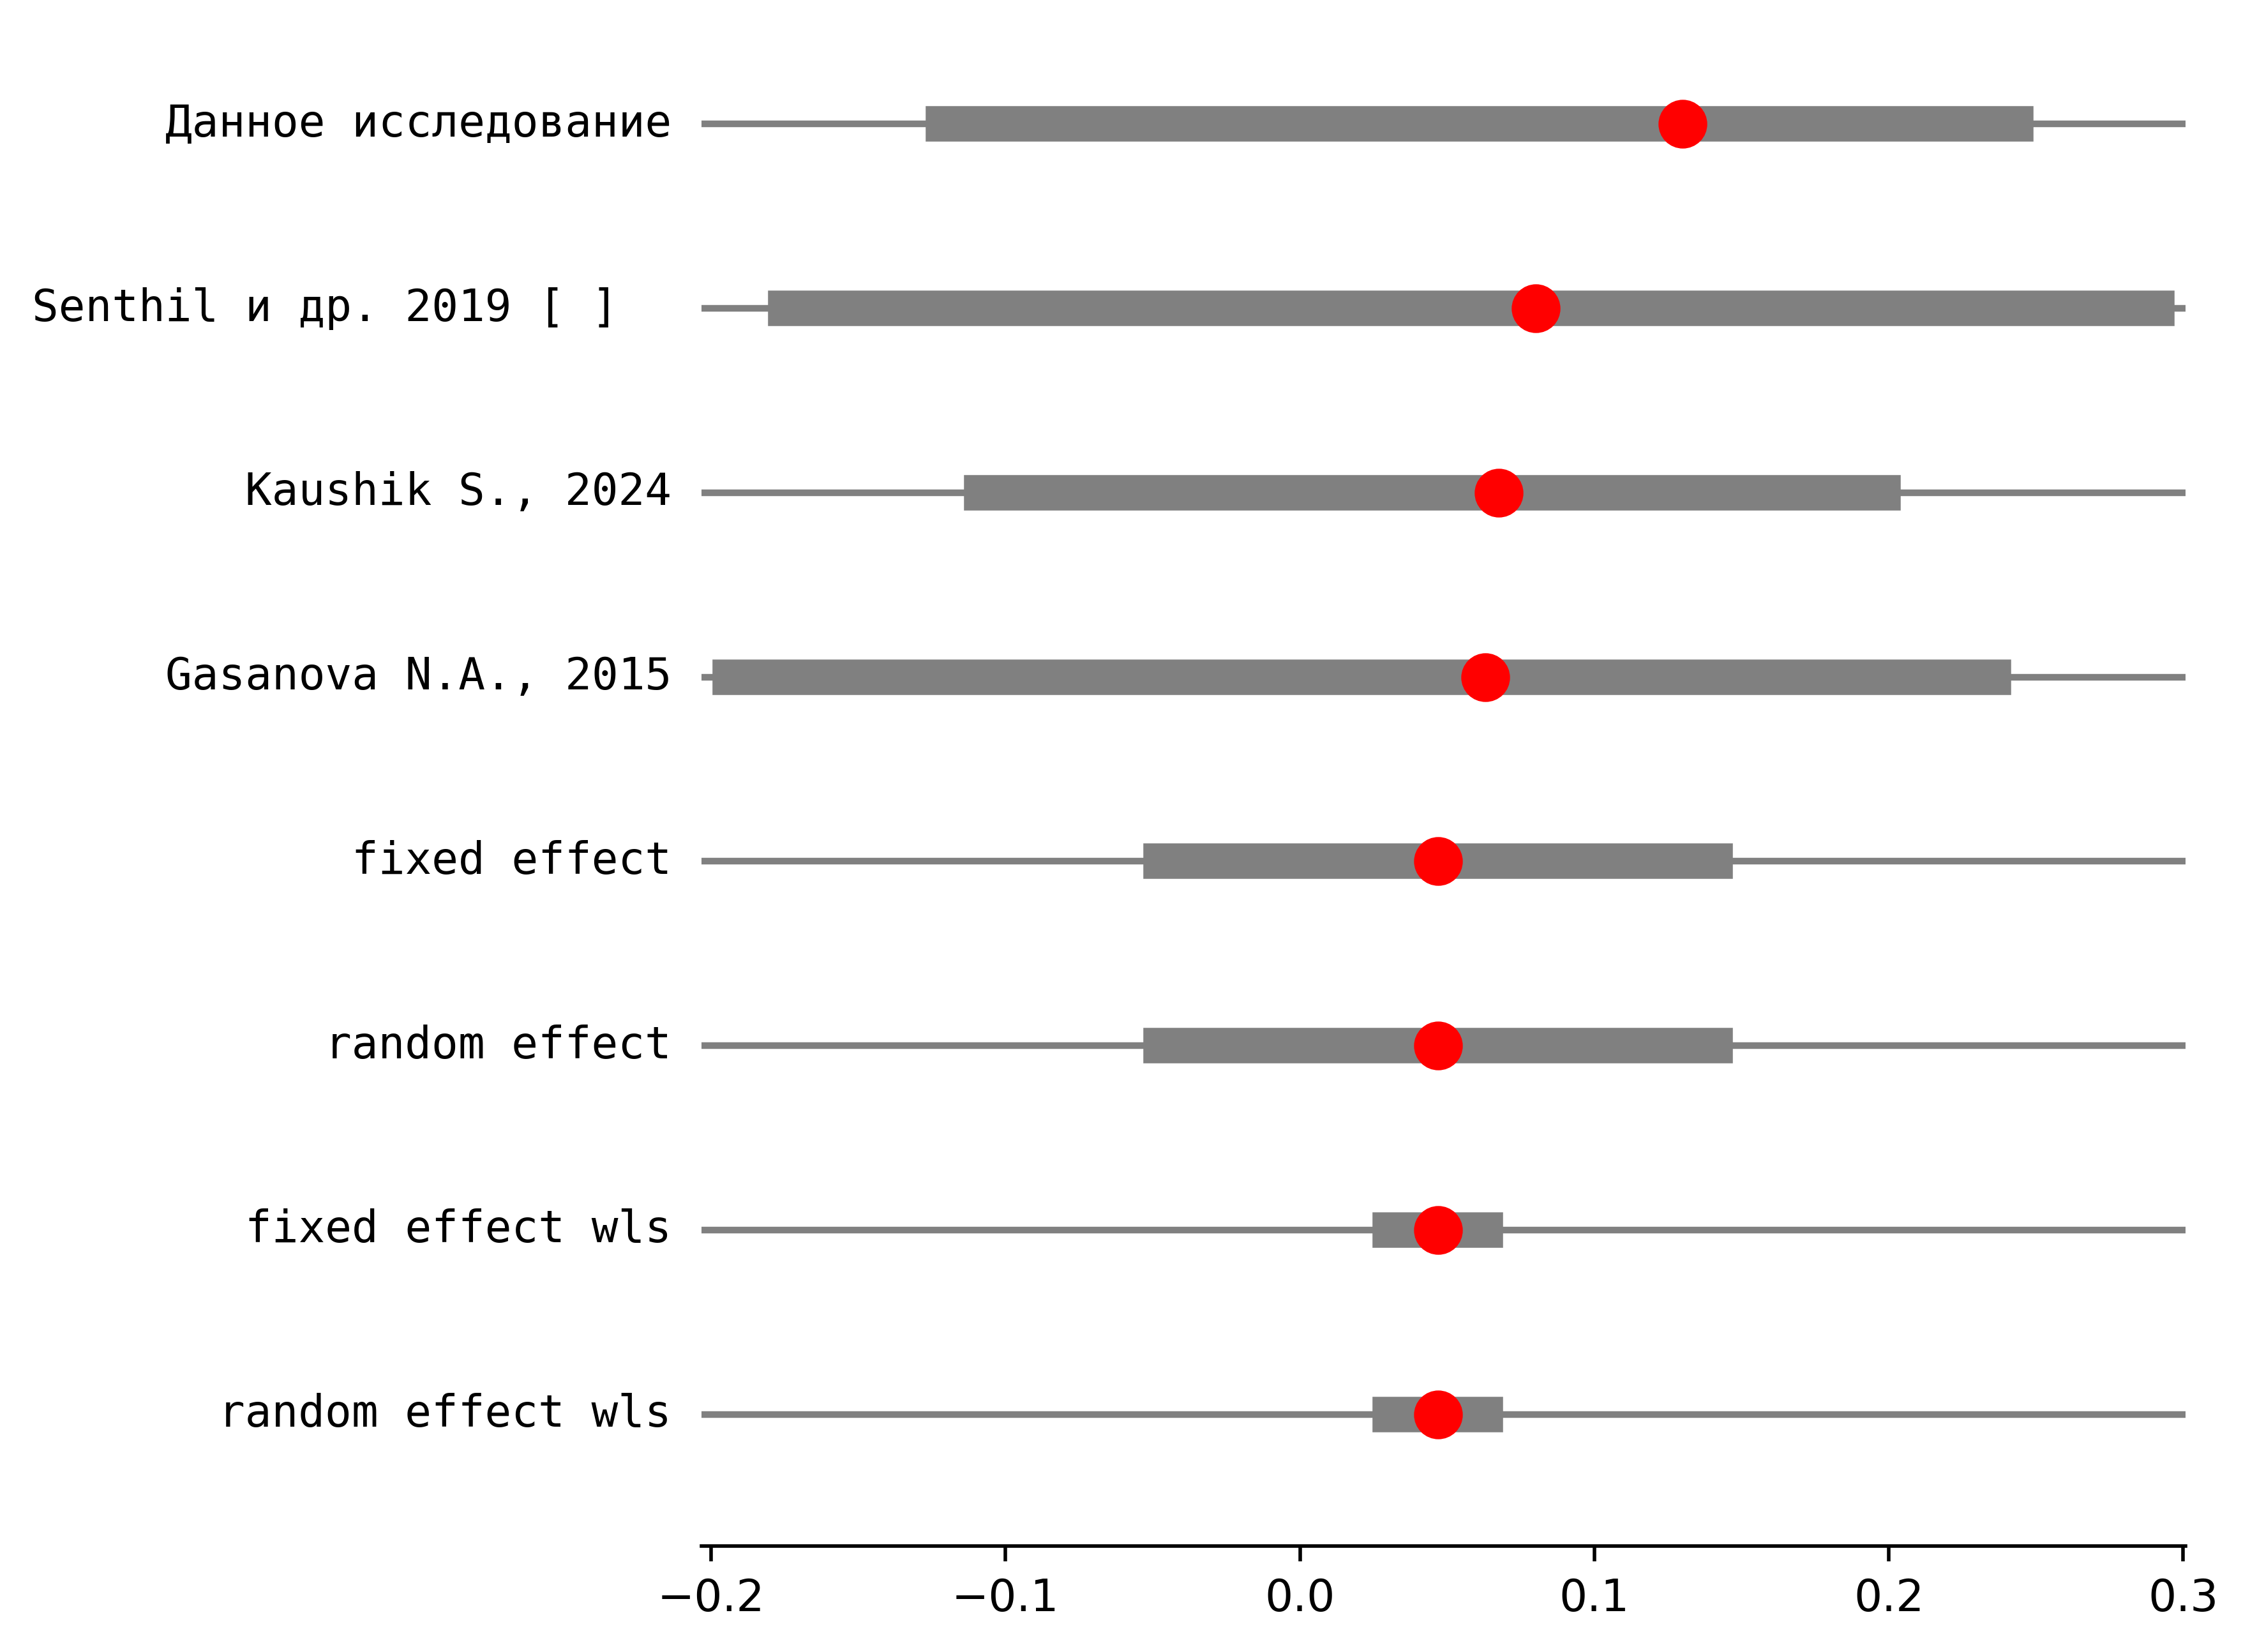 Данное исследование
Senthil и др. 2019 [ ]
Kaushik S., 2024
Gasanova N.A., 2015
fixed effect
random effect
fixed effect wls
random effect wls
−0.2 −0.1 0.0 0.1 0.2 0.3